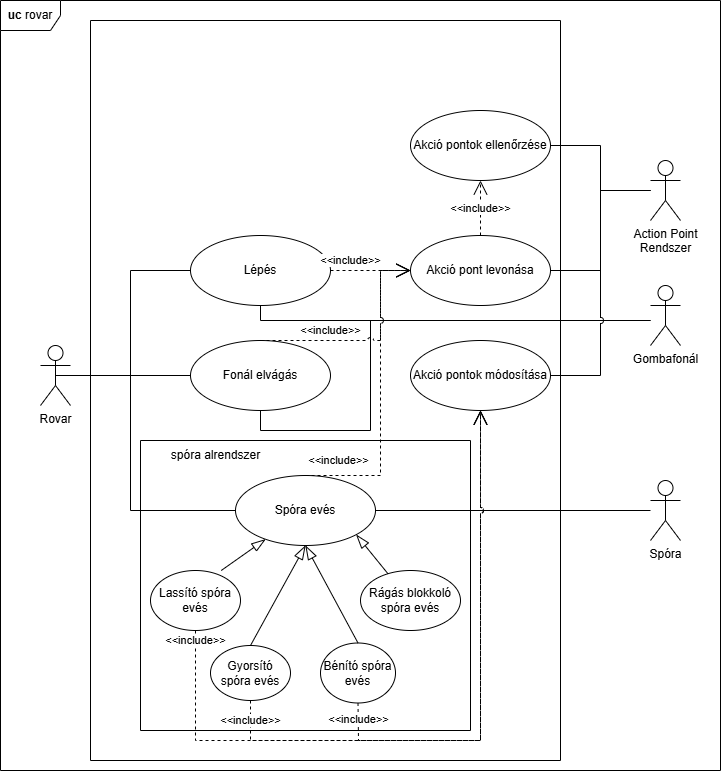 uc rovar
Akció pontok ellenőrzése
<<include>>
Action Point
Rendszer
Lépés
<<include>>
Akció pont levonása
<<include>>
Gombafonál
Fonál elvágás
Akció pontok módosítása
Rovar
spóra alrendszer
<<include>>
Spóra evés
Spóra
Lassító spóra
evés
Rágás blokkoló
spóra evés
<<include>>
Gyorsító
spóra evés
Bénító spóra
evés
<<include>>
<<include>>